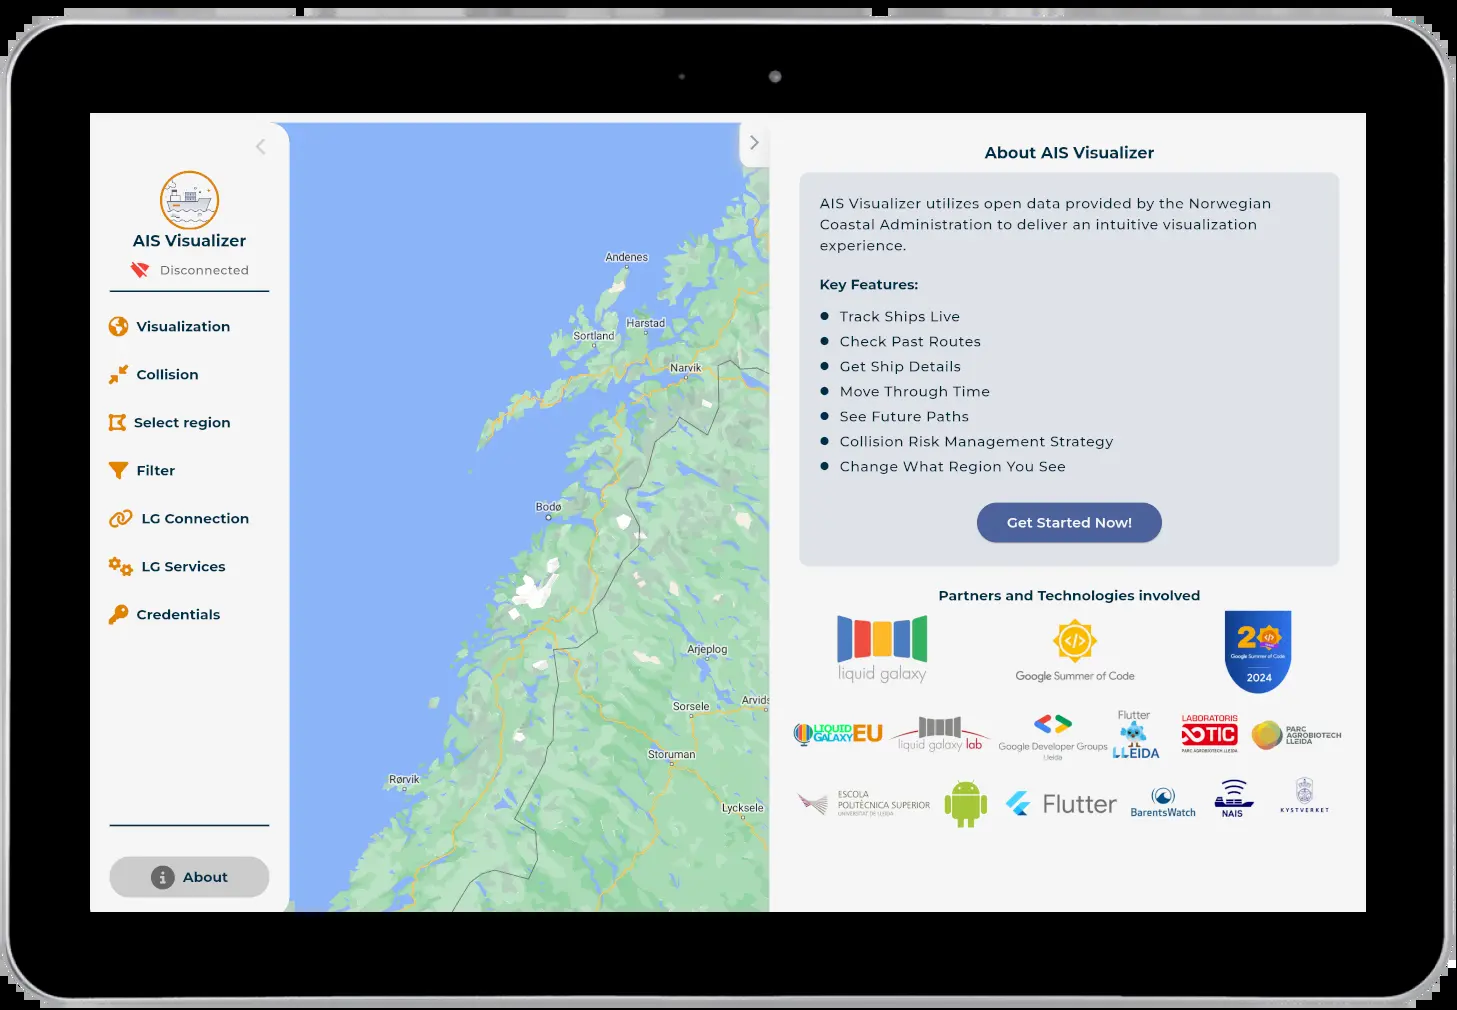 AIS Visualizer
Disconnected
Visualization
Collision
Select region
Filter
LG Connection
LG Services
Credentials
About
Andenes
Harstad
Sortland
Narvik
Bodø
Arjeplog
Sorsele
Arvids
Storuman
Rørvik
Lycksele
About AIS Visualizer
AIS Visualizer utilizes open data provided by the Norwegian
Coastal Administration to deliver an intuitive visualization
experience.
Key Features:
Track Ships Live
Check Past Routes
Get Ship Details
Move Through Time
See Future Paths
Collision Risk Management Strategy
Change What Region You See
Get Started Now!
Partners and Technologies involved
liquid galaxy
Google Summer of Code
20
Google Summer of Code
2024
LIQUID
GALAXY EU
liquid galaxy lab
Google Developer Groups
Lleida
Flutter
LLEIDA
LABORATORIS
TIC
PARC AGROBIOTECH LLEIDA
PARC
AGROBIOTECH
LLEIDA
ESCOLA
POLITÈCNICA SUPERIOR
UNIVERSITAT DE LLEIDA
Flutter
BarentsWatch
NAIS
KYSTVERKET